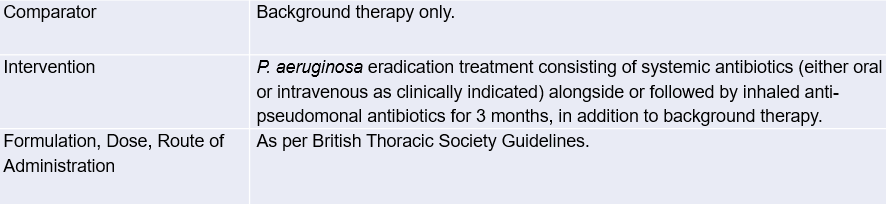 Comparator
Background therapy only.
Intervention
P. aeruginosa eradication treatment consisting of systemic antibiotics (either oral
or intravenous as clinically indicated) alongside or followed by inhaled anti-
pseudomonal antibiotics for 3 months, in addition to background therapy.
Formulation, Dose, Route of
Administration
As per British Thoracic Society Guidelines.